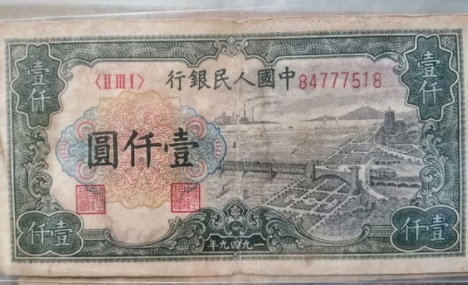 壹仟 壹仟
〈II III I〉 行銀民人國中 84777518
圓仟壹
仟壹 仟壹
年九四九一